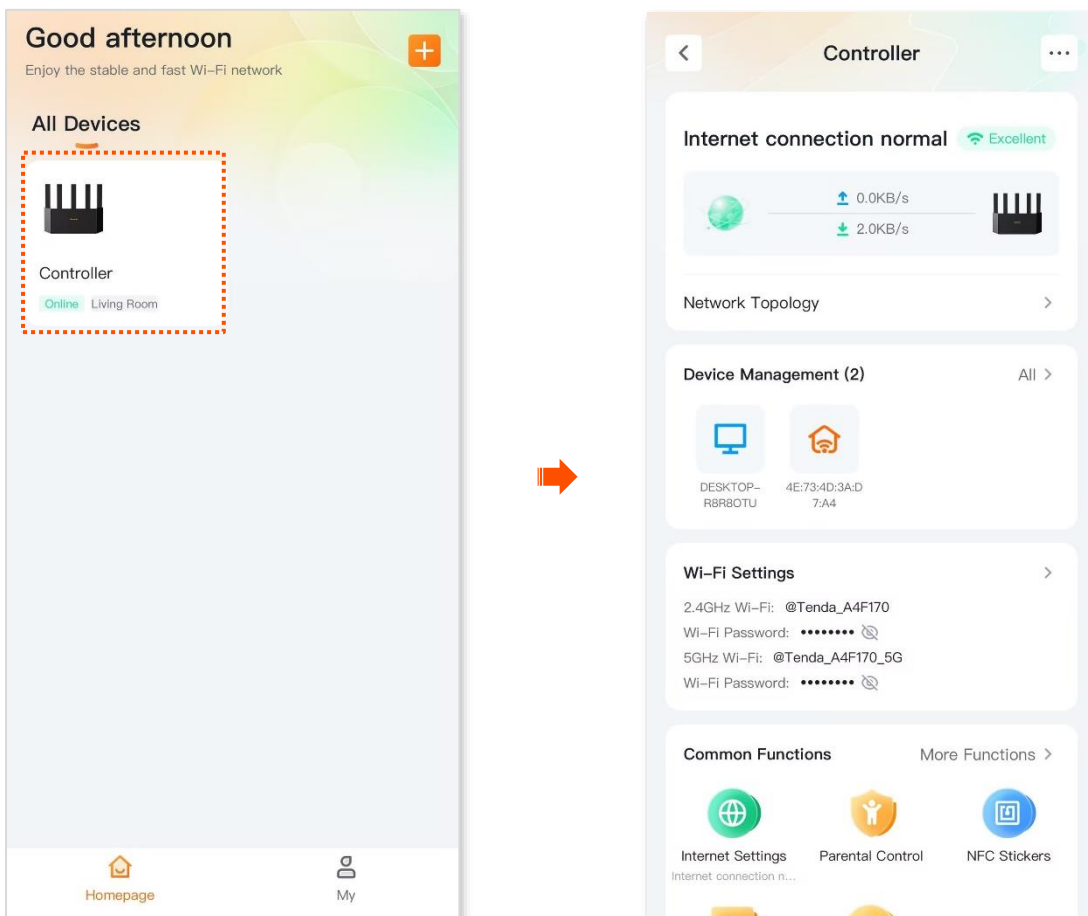 Good afternoon
Enjoy the stable and fast Wi-Fi network
All Devices
Controller
Online Living Room
Homepage
My
Controller
Internet connection normal Excellent
0.0KB/s
2.0KB/s
Network Topology
Device Management (2) All
DESKTOP-
R8R8OTU
4E:73:4D:3A:D
7:A4
Wi-Fi Settings
2.4GHz Wi-Fi: @Tenda_A4F170
Wi-Fi Password: ••••••••
5GHz Wi-Fi: @Tenda_A4F170_5G
Wi-Fi Password: ••••••••
Common Functions More Functions
Internet Settings Parental Control NFC Stickers
Internet connection n...